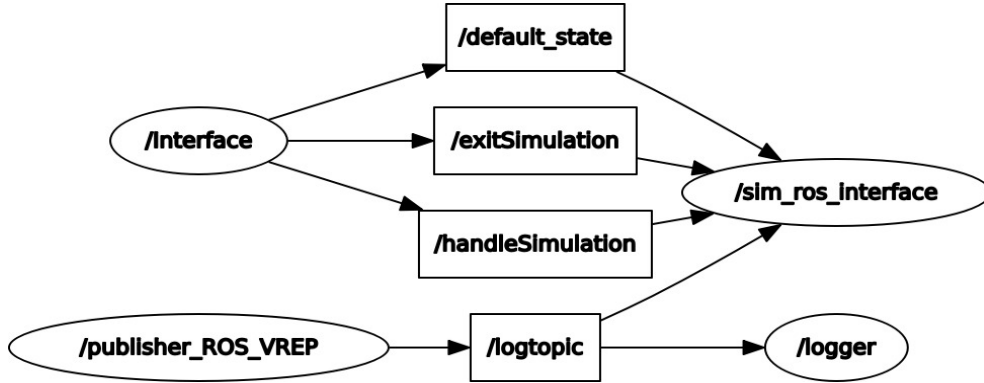 /default_state
/Interface
/exitSimulation
/sim_ros_interface
/handleSimulation
/publisher_ROS_VREP
/logtopic
/logger